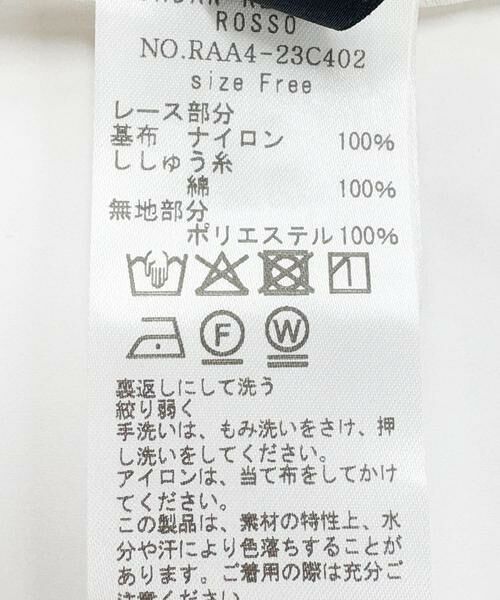 ROSSO
NO.RAA4-23C402
size Free
レース部分
基布 ナイロン 100%
ししゅう糸
綿 100%
無地部分
ポリエステル100%
F W
裏返しにして洗う
絞り弱く
手洗いは、もみ洗いをさけ、押
し洗いをしてください。
アイロンは、当て布をしてかけ
てください。
この製品は、素材の特性上、水
分や汗により色落ちすることが
あります。ご着用の際は充分ご
注意ください。